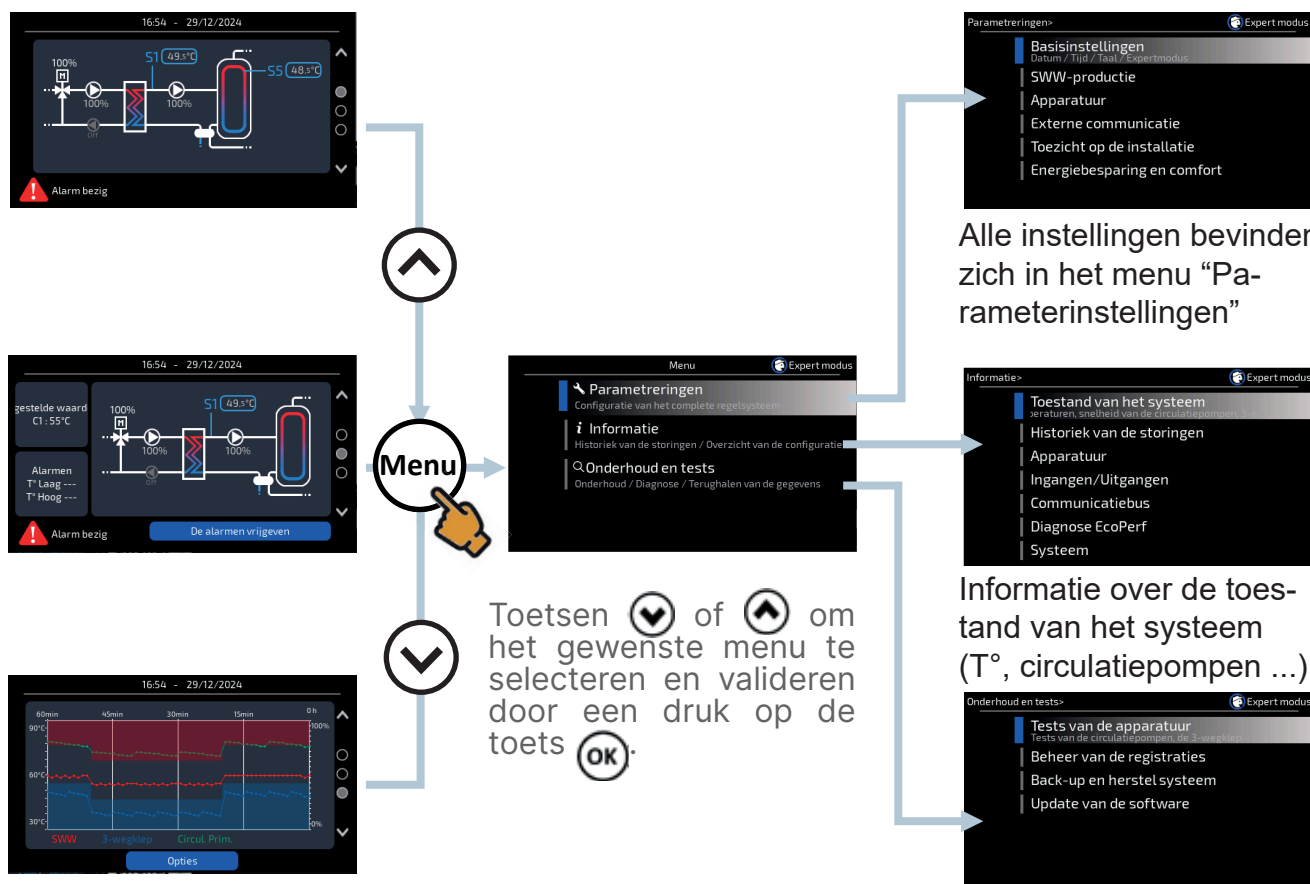 16:54 - 29/12/2024
100%
M
S1 49,5°C
S5 48,5°C
100%
100%
Off
Alarm bezig
16:54 - 29/12/2024
gestelde waard
C1 : 55°C
Alarmen
T° Laag ---
T° Hoog ---
100%
M
S1 49,5°C
100%
100%
Off
Alarm bezig
De alarmen vrijgeven
16:54 - 29/12/2024
60min 45min 30min 15min 0 h
90°C 100%
60°C
30°C 0%
SWW 3-wegklep Circul. Prim.
Opties
Menu
Menu Expert modus
Parametreringen
Configuratie van het complete regelsysteem
i Informatie
Historiek van de storingen / Overzicht van de configuratie
Onderhoud en tests
Onderhoud / Diagnose / Terughalen van de gegevens
Toetsen of om
het gewenste menu te
selecteren en valideren
door een druk op de
toets OK.
Parametreringen> Expert modus
Basisinstellingen
Datum / Tijd / Taal / Expertmodus
SWW-productie
Apparatuur
Externe communicatie
Toezicht op de installatie
Energiebesparing en comfort
Alle instellingen bevinden
zich in het menu “Pa-
rameterinstellingen”
Informatie> Expert modus
Toestand van het systeem
peraturen, snelheid van de circulatiepompen, 3-
Historiek van de storingen
Apparatuur
Ingangen/Uitgangen
Communicatiebus
Diagnose EcoPerf
Systeem
Informatie over de toes-
tand van het systeem
(T°, circulatiepompen ...)
Onderhoud en tests> Expert modus
Tests van de apparatuur
Tests van de circulatiepompen, de 3-wegklep,
Beheer van de registraties
Back-up en herstel systeem
Update van de software